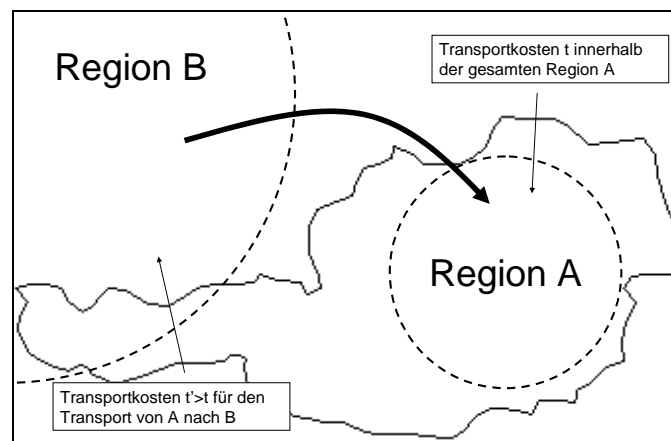 Region B
Transportkosten t innerhalb
der gesamten Region A
Region A
Transportkosten t'>t für den
Transport von A nach B